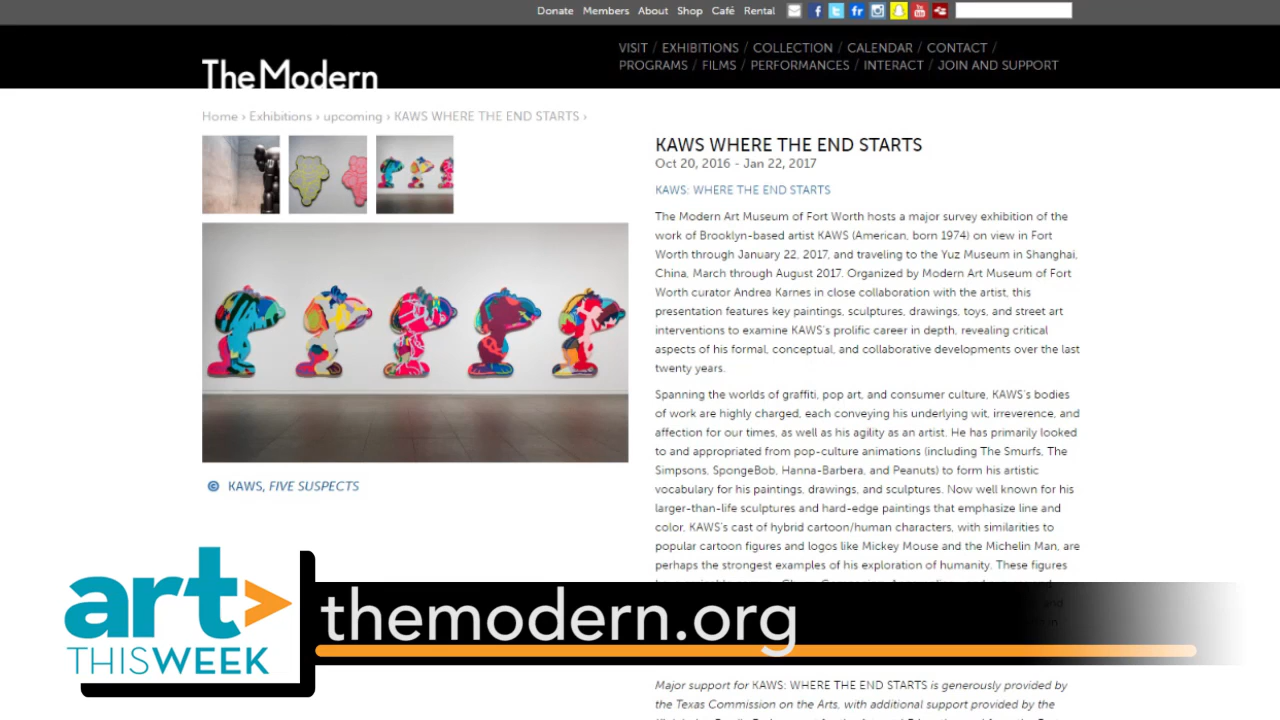 Donate Members About Shop Café Rental
The Modern
VISIT / EXHIBITIONS / COLLECTION / CALENDAR / CONTACT /
PROGRAMS / FILMS / PERFORMANCES / INTERACT / JOIN AND SUPPORT
Home › Exhibitions › upcoming › KAWS WHERE THE END STARTS ›
KAWS WHERE THE END STARTS
Oct 20, 2016 - Jan 22, 2017
KAWS: WHERE THE END STARTS
The Modern Art Museum of Fort Worth hosts a major survey exhibition of the
work of Brooklyn-based artist KAWS (American, born 1974) on view in Fort
Worth through January 22, 2017, and traveling to the Yuz Museum in Shanghai,
China, March through August 2017. Organized by Modern Art Museum of Fort
Worth curator Andrea Karnes in close collaboration with the artist, this
presentation features key paintings, sculptures, drawings, toys, and street art
interventions to examine KAWS's prolific career in depth, revealing critical
aspects of his formal, conceptual, and collaborative developments over the last
twenty years.
Spanning the worlds of graffiti, pop art, and consumer culture, KAWS's bodies
of work are highly charged, each conveying his underlying wit, irreverence, and
affection for our times, as well as his agility as an artist. He has primarily looked
to and appropriated from pop-culture animations (including The Smurfs, The
Simpsons, SpongeBob, Hanna-Barbera, and Peanuts) to form his artistic
vocabulary for his paintings, drawings, and sculptures. Now well known for his
larger-than-life sculptures and hard-edge paintings that emphasize line and
color, KAWS's cast of hybrid cartoon/human characters, with similarities to
popular cartoon figures and logos like Mickey Mouse and the Michelin Man, are
perhaps the strongest examples of his exploration of humanity. These figures
© KAWS, FIVE SUSPECTS
art>
THISWEEK
themodern.org
and
Major support for KAWS: WHERE THE END STARTS is generously provided by
the Texas Commission on the Arts, with additional support provided by the